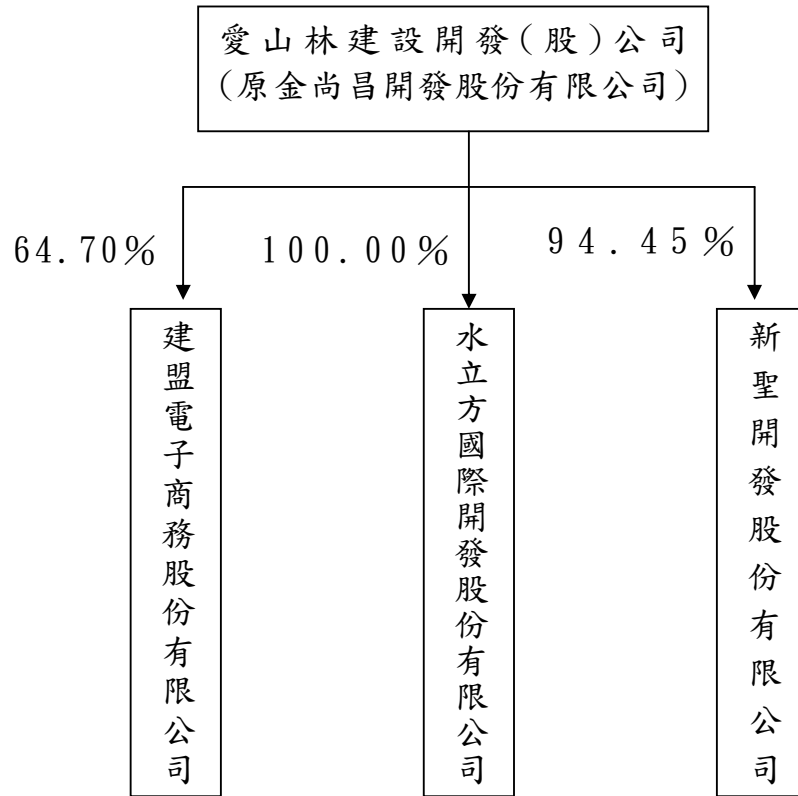 愛山林建設開發(股)公司
(原金尚昌開發股份有限公司)
64.70%
100.00%
94.45%
建盟電子商務股份有限公司
水立方國際開發股份有限公司
新聖開發股份有限公司